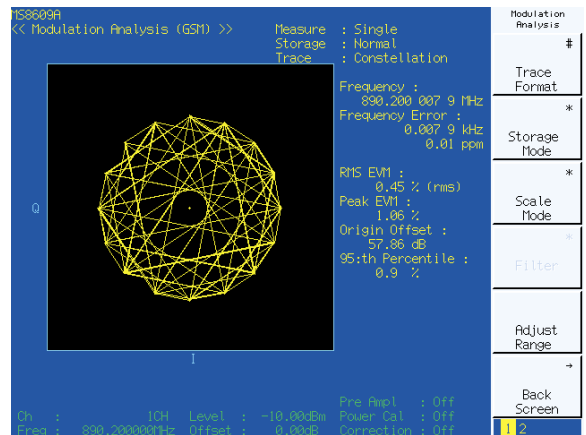 MS8609A
<< Modulation Analysis (GSM) >>
Measure : Single
Storage : Normal
Trace : Constellation
Frequency :
890.200 007 9 MHz
Frequency Error :
0.007 9 kHz
0.01 ppm
RMS EVM :
0.45 % (rms)
Peak EVM :
1.06 %
Origin Offset :
57.86 dB
95:th Percentile :
0.9 %
Q
I
Pre Ampl : Off
Ch : 1CH Level : -10.00dBm Power Cal : Off
Freq : 890.200000MHz Offset : 0.00dB Correction : Off
Modulation
Analysis
#
Trace
Format
*
Storage
Mode
*
Scale
Mode
*
Filter
Adjust
Range
→
Back
Screen
1 2